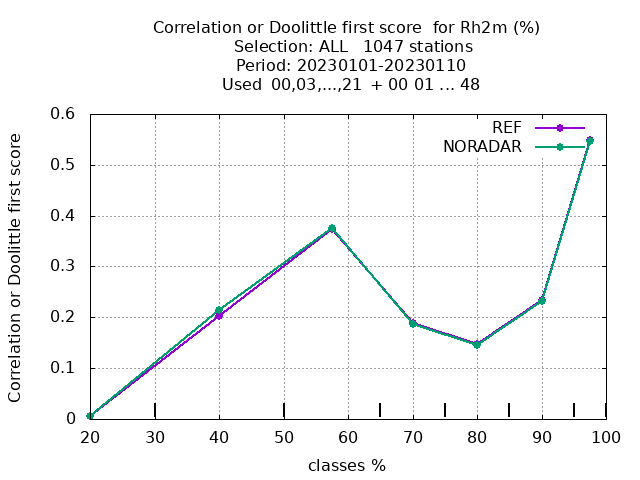 Correlation or Doolittle first score  for Rh2m (%)
Selection: ALL   1047 stations
Period: 20230101-20230110
Used  00,03,...,21  + 00 01 ... 48
Correlation or Doolittle first score
0.6
0.5
0.4
0.3
0.2
0.1
0
REF
NORADAR
20 30 40 50 60 70 80 90 100
classes %